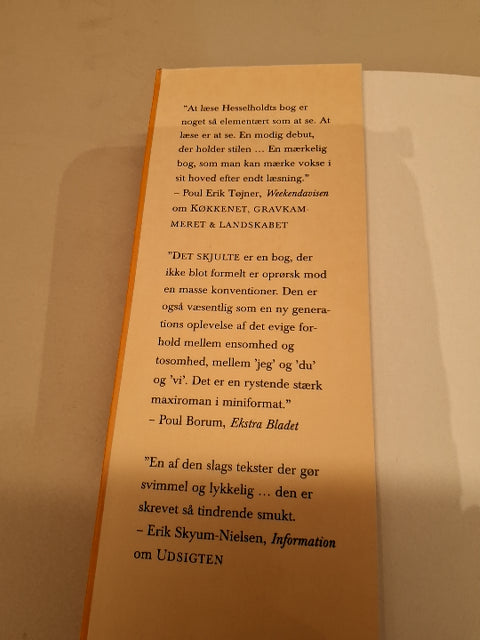 "At læse Hesselholdts bog er
noget så elementært som at se. At
læse er at se. En modig debut,
der holder stilen ... En mærkelig
bog, som man kan mærke vokse i
sit hoved efter endt læsning."
– Poul Erik Tøjner, Weekendavisen
om KØKKENET, GRAVKAM-
MERET & LANDSKABET
"DET SKJULTE er en bog, der
ikke blot formelt er oprørsk mod
en masse konventioner. Den er
også væsentlig som en ny genera-
tions oplevelse af det evige for-
hold mellem ensomhed og
tosomhed, mellem 'jeg' og 'du'
og 'vi'. Det er en rystende stærk
maxiroman i miniformat."
– Poul Borum, Ekstra Bladet
"En af den slags tekster der gør
svimmel og lykkelig ... den er
skrevet så tindrende smukt.
– Erik Skyum-Nielsen, Information
om UDSIGTEN